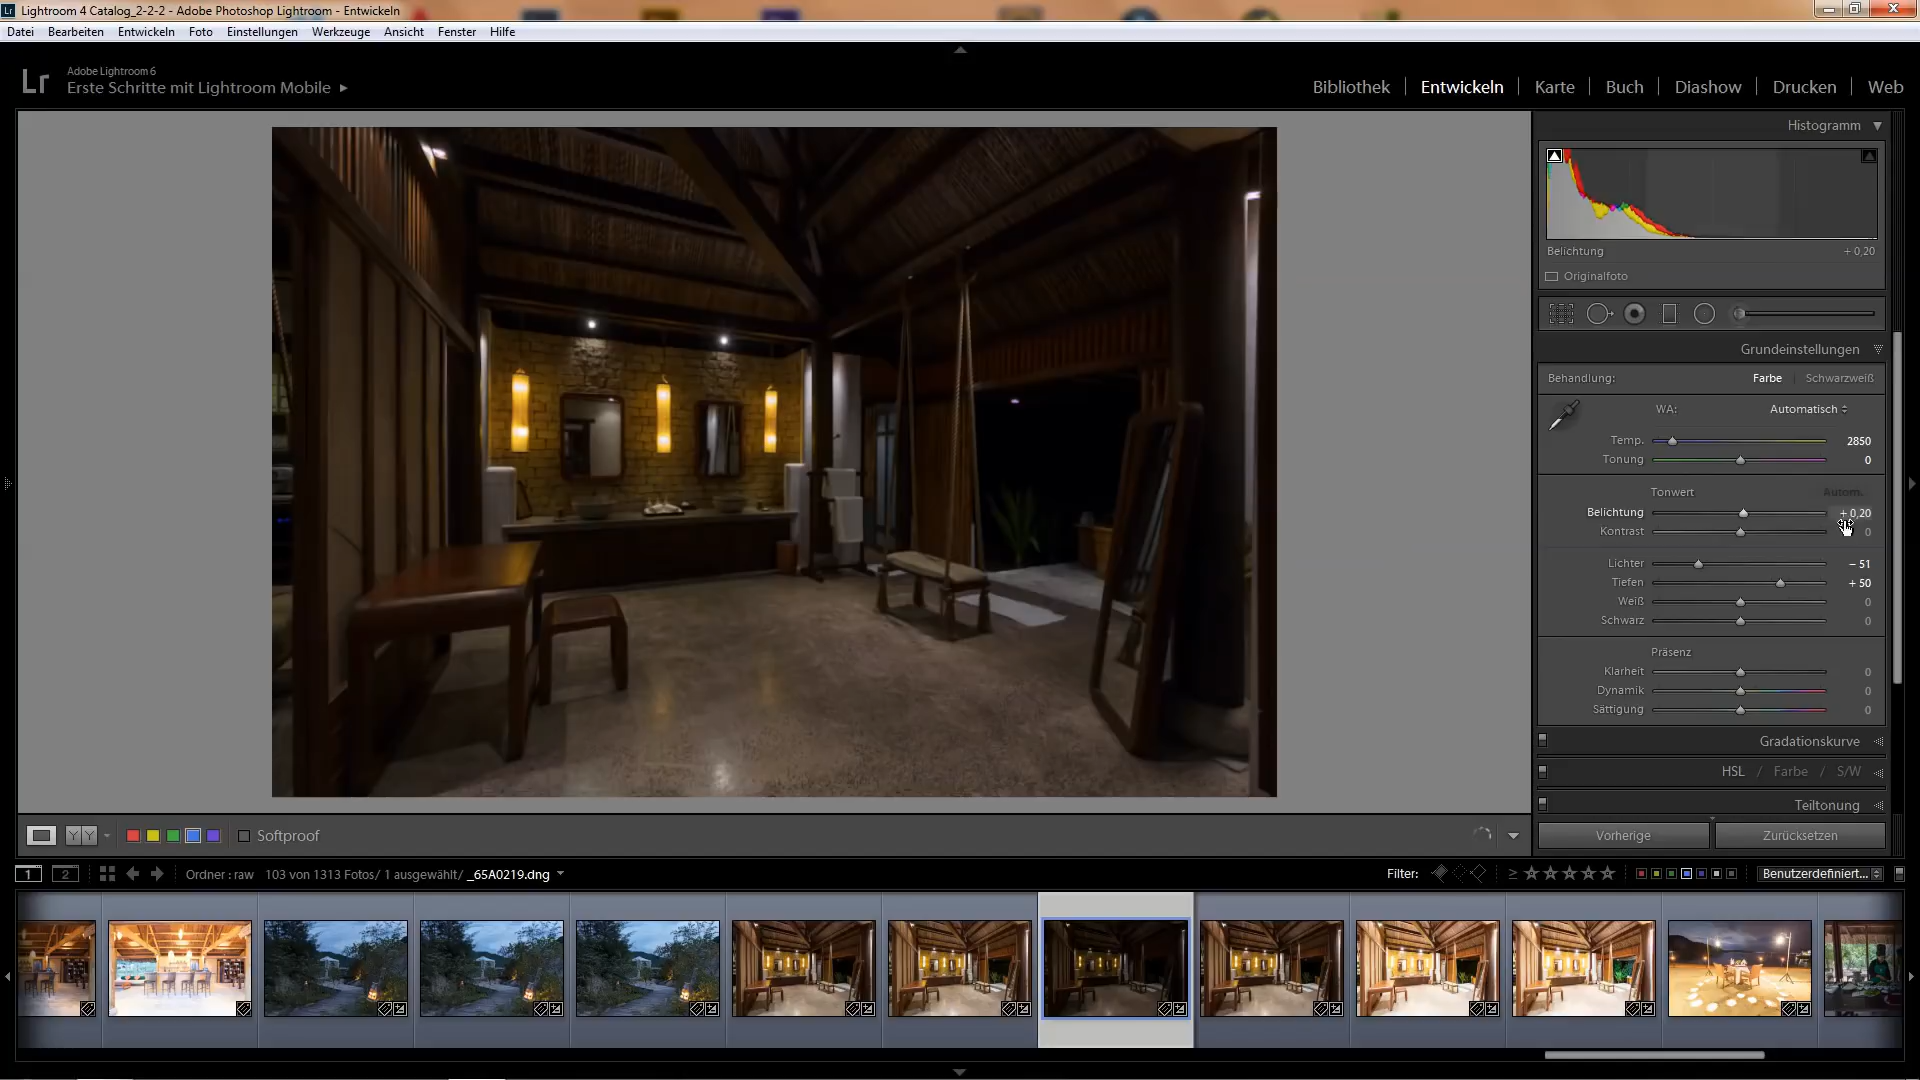 Lightroom 4 Catalog_2-2-2 - Adobe Photoshop Lightroom - Entwickeln
Datei Bearbeiten Entwickeln Foto Einstellungen Werkzeuge Ansicht Fenster Hilfe
Lr
Adobe Lightroom 6
Erste Schritte mit Lightroom Mobile
Bibliothek | Entwickeln | Karte | Buch | Diashow | Drucken | Web
Histogramm
Belichtung + 0,20
Originalfoto
Grundeinstellungen
Behandlung: Farbe | Schwarzweiß
WA: Automatisch
Temp. 2850
Tonung 0
Tonwert Autom.
Belichtung + 0,20
Kontrast 0
Lichter – 51
Tiefen + 50
Weiß 0
Schwarz 0
Präsenz
Klarheit 0
Dynamik 0
Sättigung 0
Gradationskurve
HSL / Farbe / S/W
Teiltonung
Y Y Softproof
Vorherige Zurücksetzen
1 2 Ordner : raw 103 von 1313 Fotos/ 1 ausgewählt/ _65A0219.dng Filter: ≥ Benutzerdefiniert...